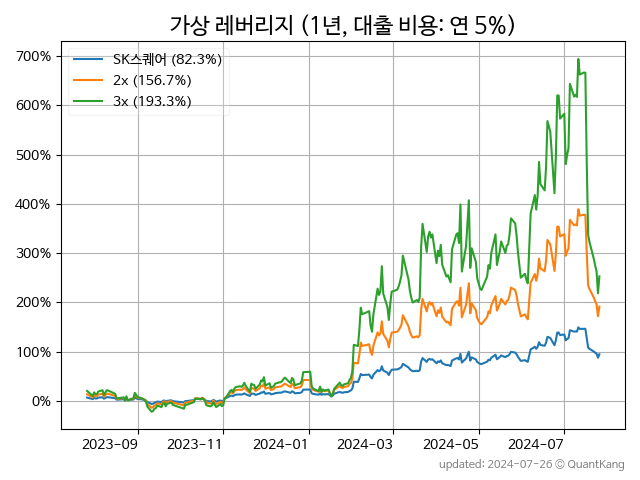 가상 레버리지 (1년, 대출 비용: 연 5%)
SK스퀘어 (82.3%)
2x (156.7%)
3x (193.3%)
700%
600%
500%
400%
300%
200%
100%
0%
2023-09 2023-11 2024-01 2024-03 2024-05 2024-07
updated: 2024-07-26 © QuantKang